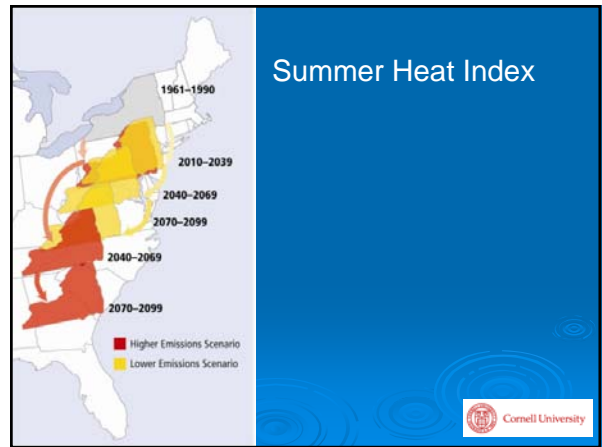 Summer Heat Index
1961–1990
2010–2039
2040–2069
2070–2099
2040–2069
2070–2099
Higher Emissions Scenario
Lower Emissions Scenario
Cornell University